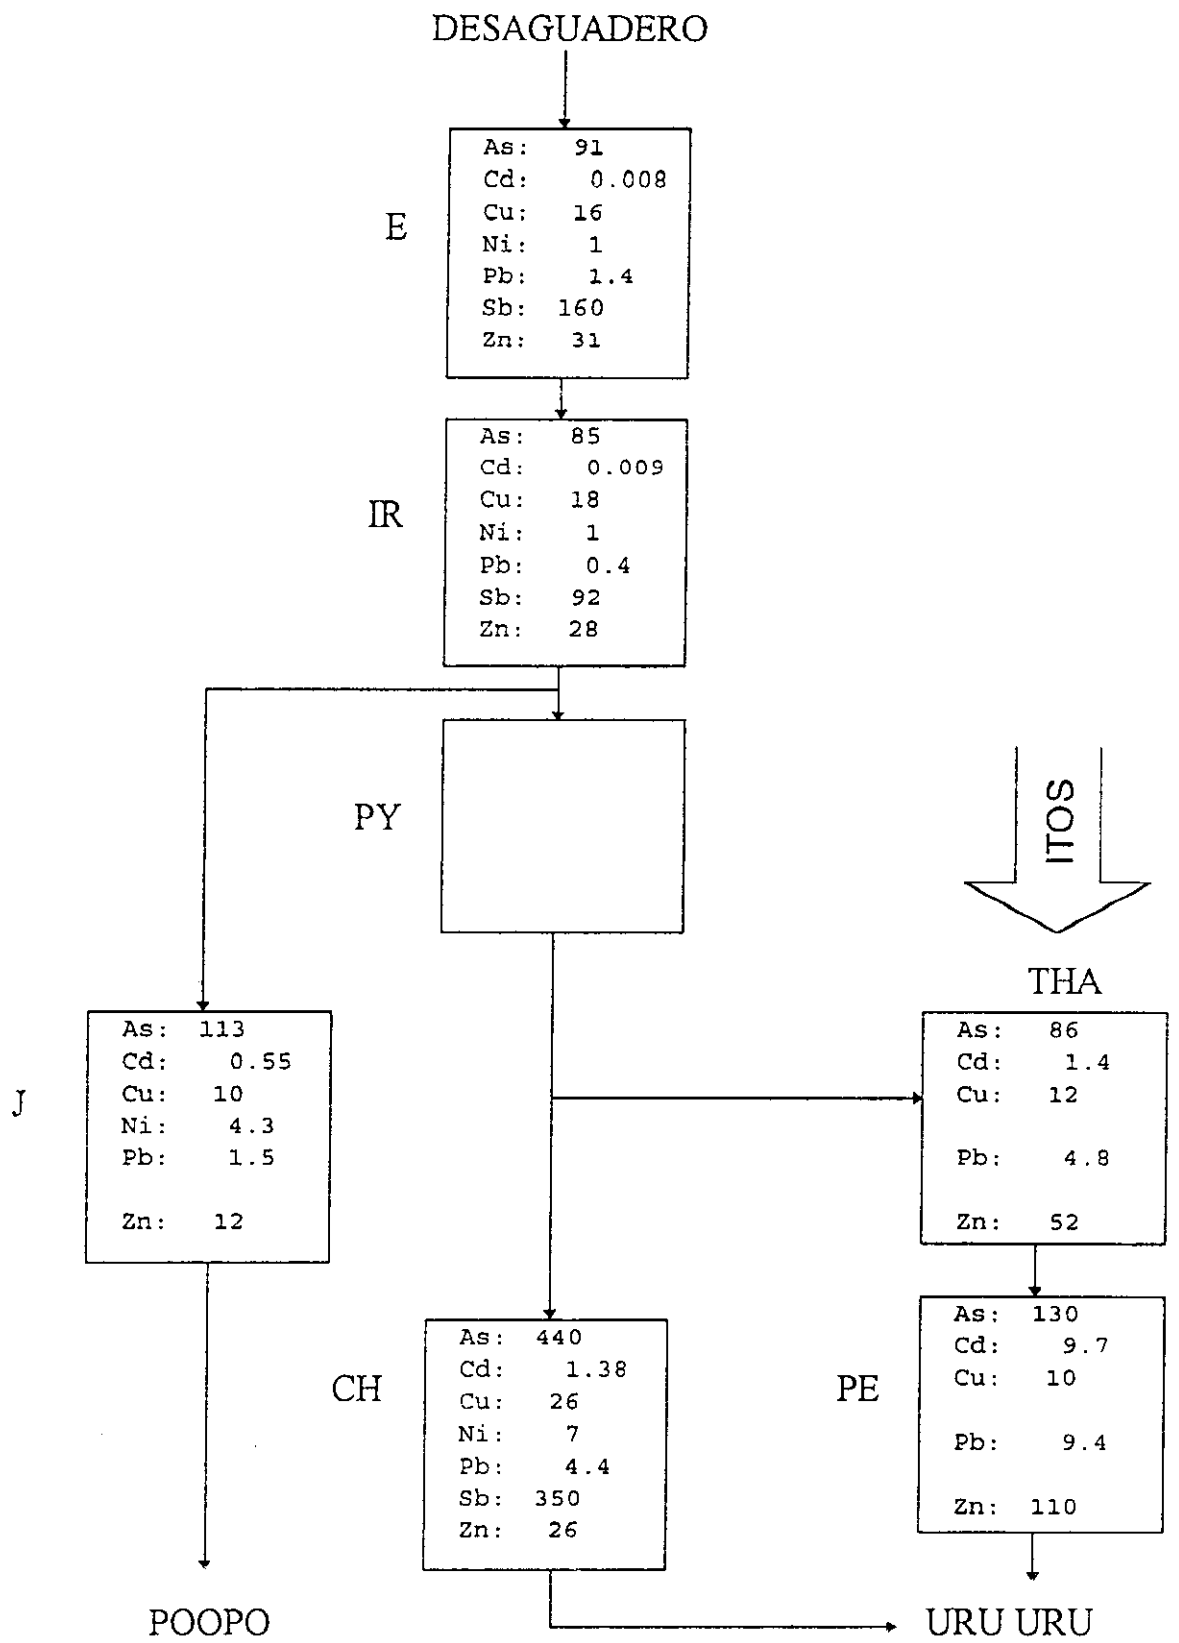 DESAGUADERO
E
As: 91
Cd: 0.008
Cu: 16
Ni: 1
Pb: 1.4
Sb: 160
Zn: 31
IR
As: 85
Cd: 0.009
Cu: 18
Ni: 1
Pb: 0.4
Sb: 92
Zn: 28
PY
ITOS
J
As: 113
Cd: 0.55
Cu: 10
Ni: 4.3
Pb: 1.5
Zn: 12
THA
As: 86
Cd: 1.4
Cu: 12
Pb: 4.8
Zn: 52
CH
As: 440
Cd: 1.38
Cu: 26
Ni: 7
Pb: 4.4
Sb: 350
Zn: 26
PE
As: 130
Cd: 9.7
Cu: 10
Pb: 9.4
Zn: 110
POOPO
URU URU